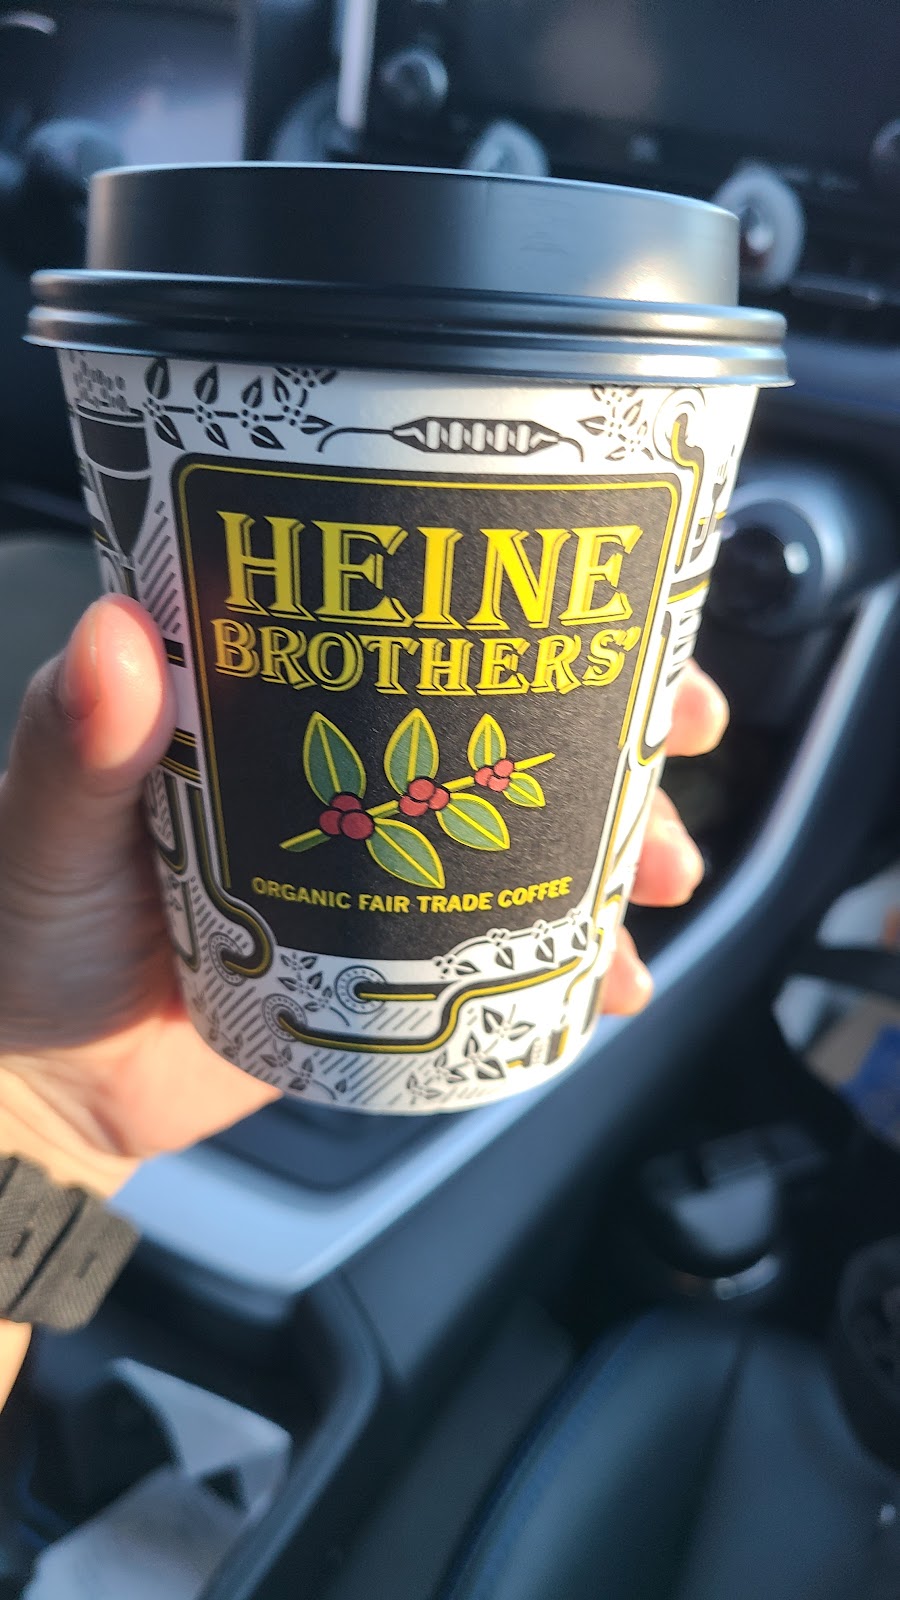 HEINE
BROTHERS'
ORGANIC FAIR TRADE COFFEE